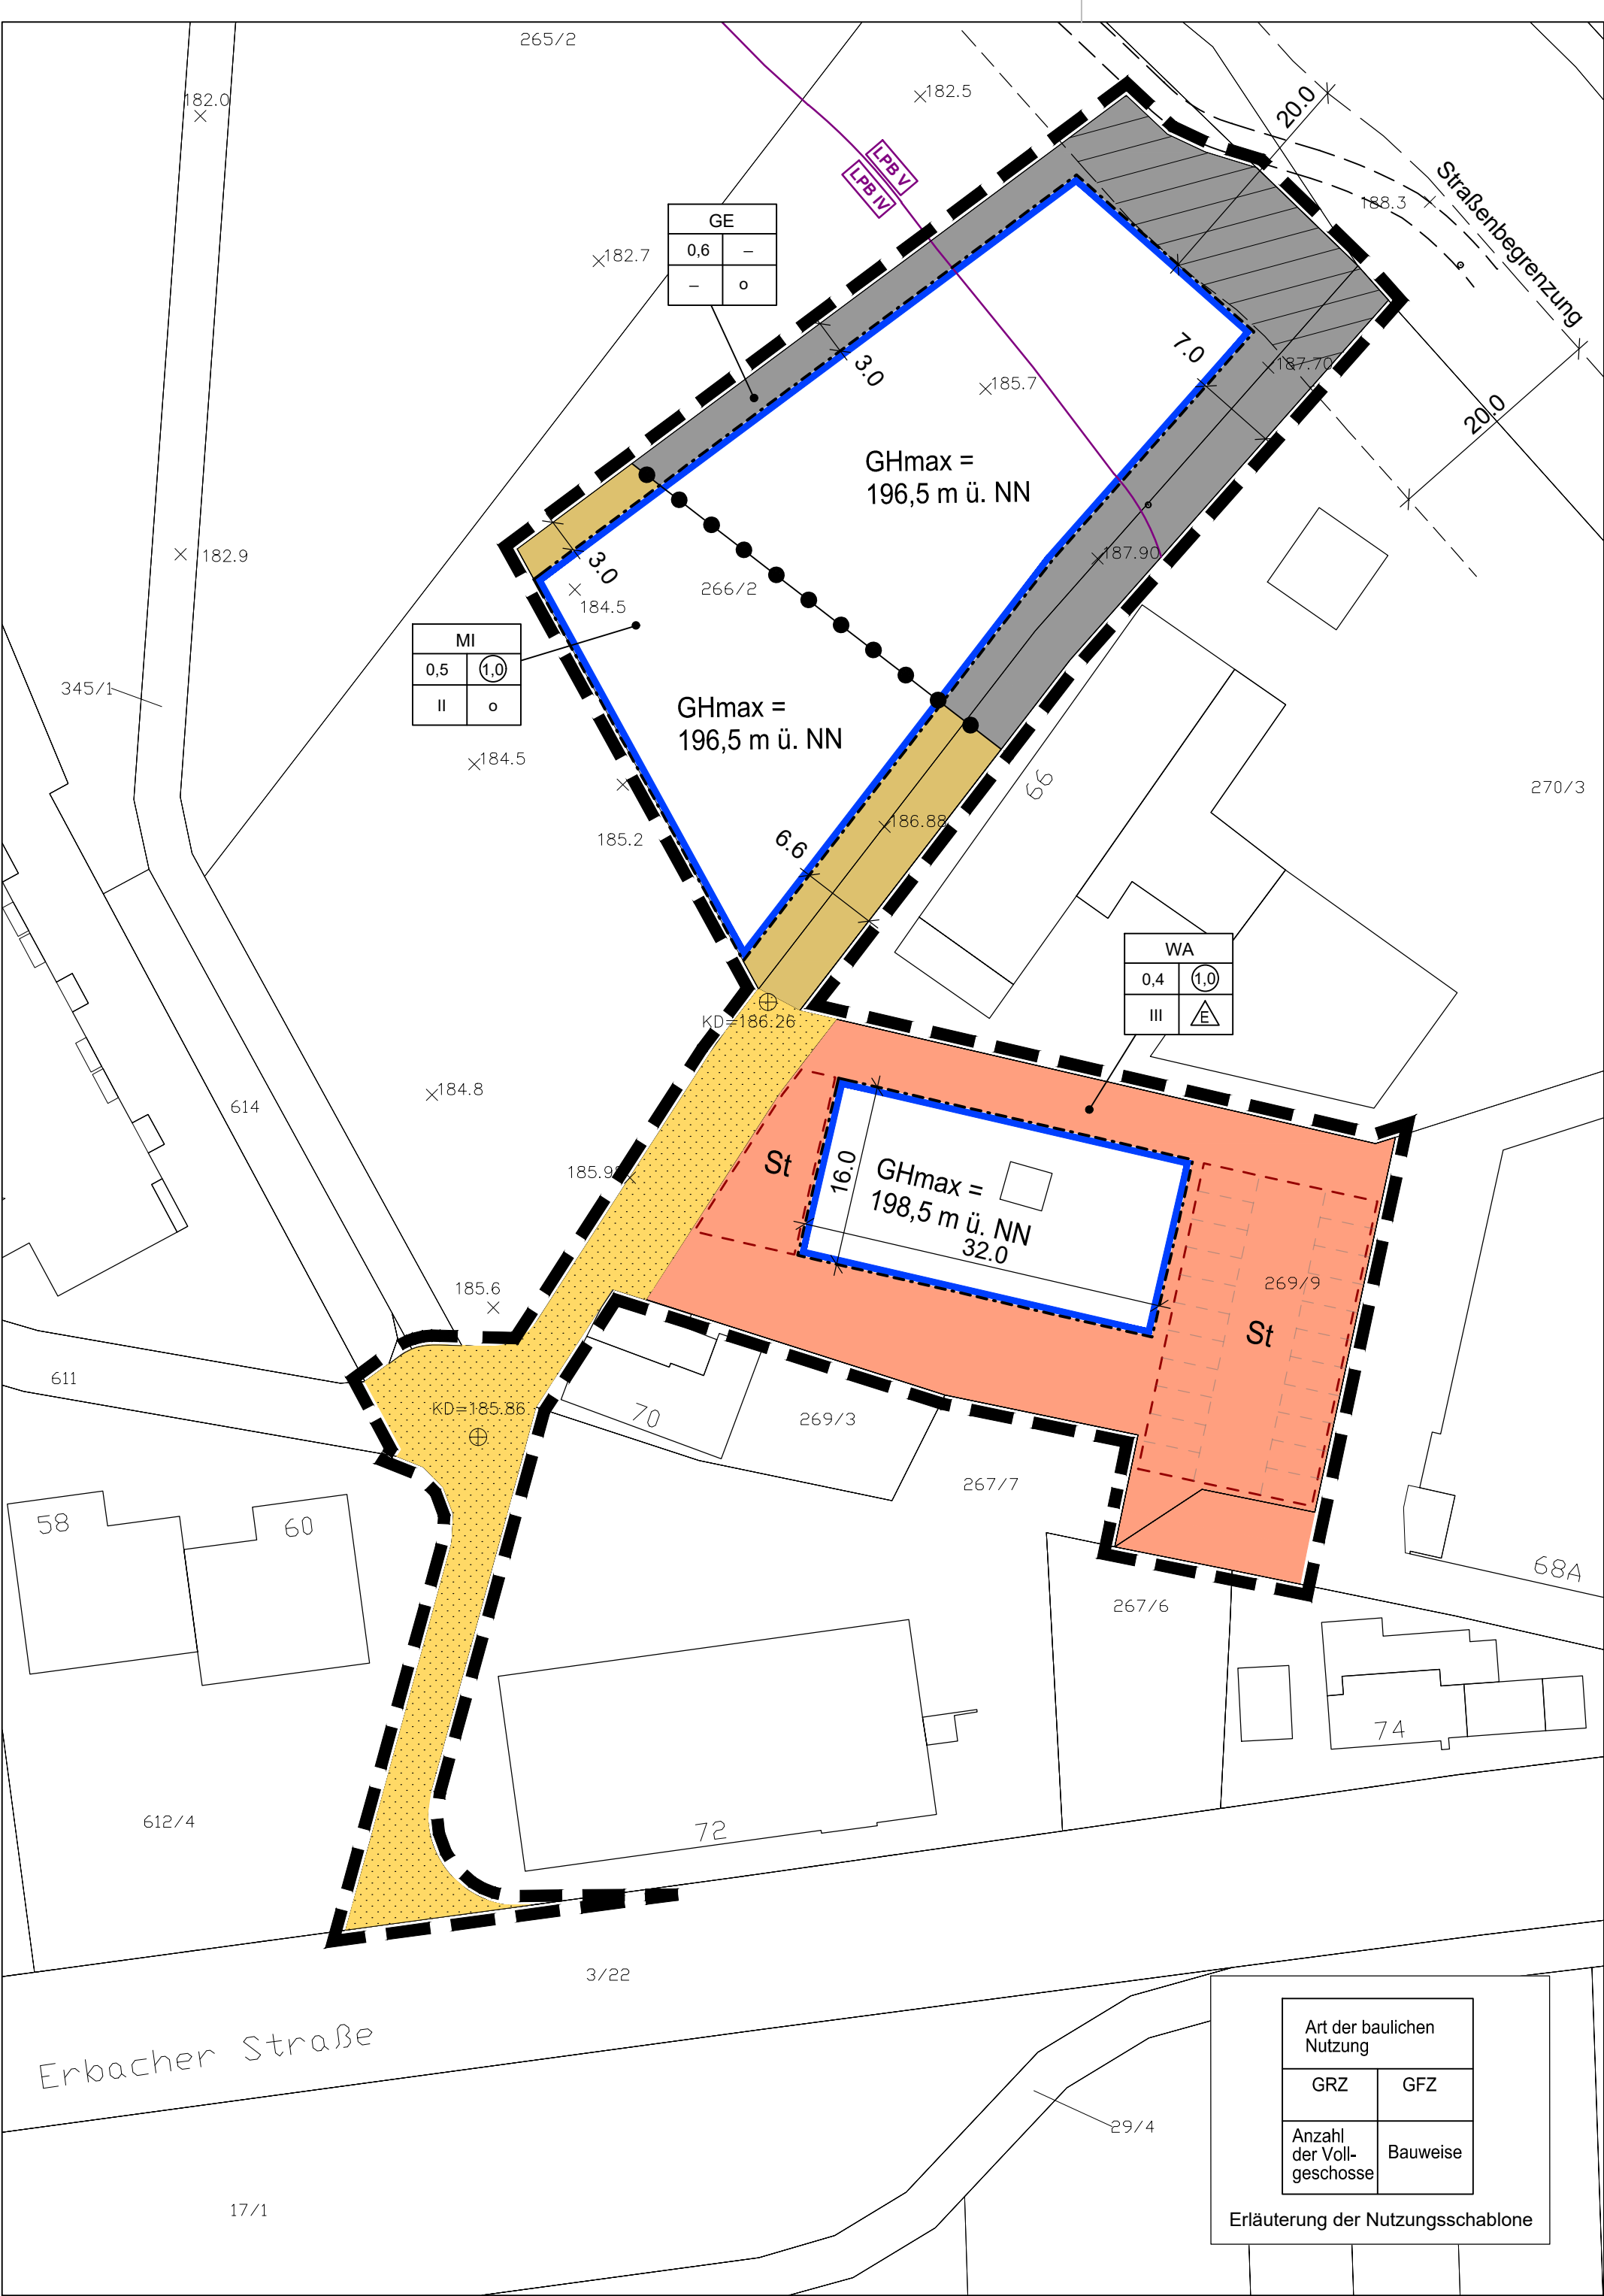 265/2
182.0
182.5
20.0
LPB V
LPB IV
Straßenbegrenzung
188.3
GE
0,6 –
– o
182.7
3.0
7.0
187.70
185.7
20.0
GHmax =
196,5 m ü. NN
182.9
3.0
187.90
266/2
184.5
MI
0,5 1,0
II o
345/1
GHmax =
196,5 m ü. NN
184.5
66
270/3
185.2
6.6
186.88
WA
0,4 1,0
III E
KD=186.26
184.8
614
St
16.0
GHmax =
198,5 m ü. NN
32.0
269/9
St
185.6
611
KD=185.86
70
269/3
267/7
58
60
68A
267/6
74
72
612/4
3/22
Erbacher Straße
29/4
17/1
Art der baulichen
Nutzung
GRZ GFZ
Anzahl
der Voll-
geschosse
Bauweise
Erläuterung der Nutzungsschablone